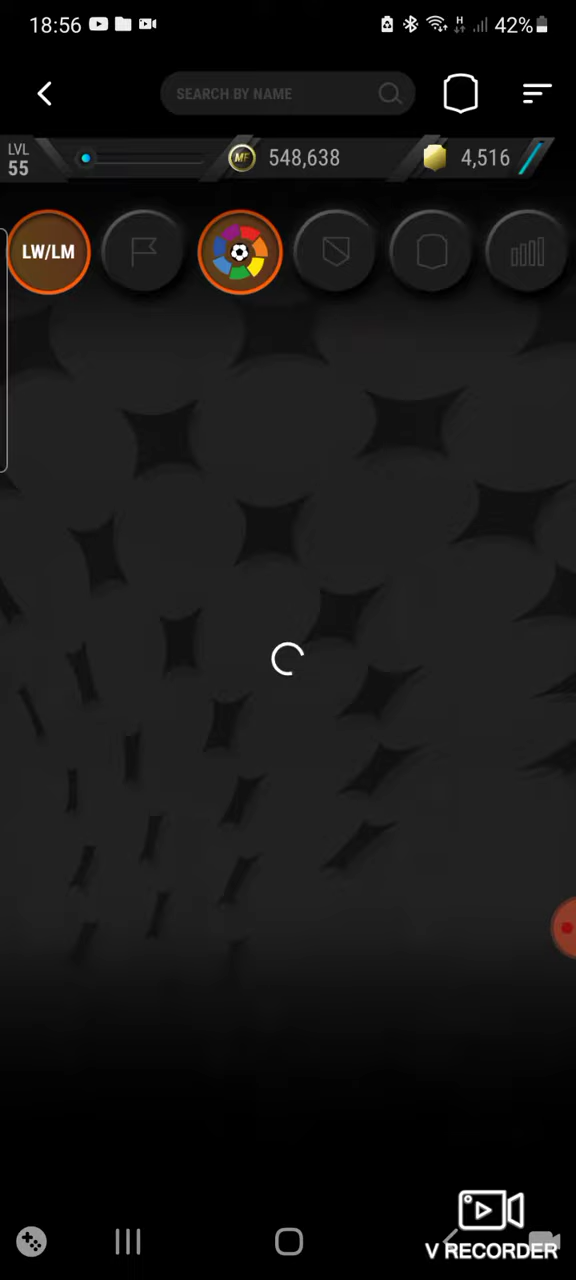 18:56
42%
SEARCH BY NAME
LVL
55
MF
548,638
4,516
LW/LM
V RECORDER